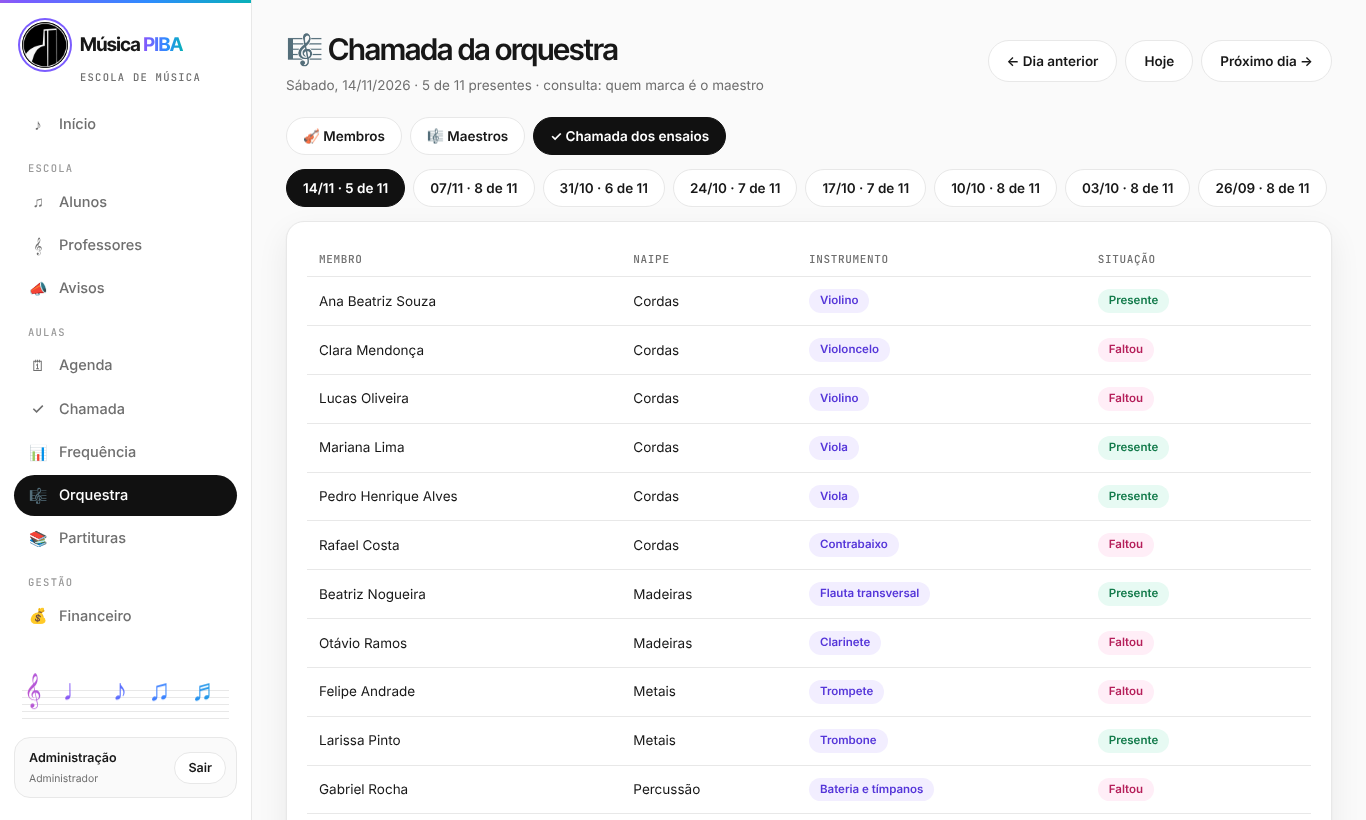 Música PIBA
ESCOLA DE MÚSICA
Início
ESCOLA
Alunos
Professores
Avisos
AULAS
Agenda
Chamada
Frequência
Orquestra
Partituras
GESTÃO
Financeiro
Administração
Administrador
Sair
Chamada da orquestra
Sábado, 14/11/2026 · 5 de 11 presentes · consulta: quem marca é o maestro
← Dia anterior
Hoje
Próximo dia →
Membros
Maestros
✓ Chamada dos ensaios
14/11 · 5 de 11
07/11 · 8 de 11
31/10 · 6 de 11
24/10 · 7 de 11
17/10 · 7 de 11
10/10 · 8 de 11
03/10 · 8 de 11
26/09 · 8 de 11
MEMBRO NAIPE INSTRUMENTO SITUAÇÃO
Ana Beatriz Souza Cordas Violino Presente
Clara Mendonça Cordas Violoncelo Faltou
Lucas Oliveira Cordas Violino Faltou
Mariana Lima Cordas Viola Presente
Pedro Henrique Alves Cordas Viola Presente
Rafael Costa Cordas Contrabaixo Faltou
Beatriz Nogueira Madeiras Flauta transversal Presente
Otávio Ramos Madeiras Clarinete Faltou
Felipe Andrade Metais Trompete Faltou
Larissa Pinto Metais Trombone Presente
Gabriel Rocha Percussão Bateria e tímpanos Faltou